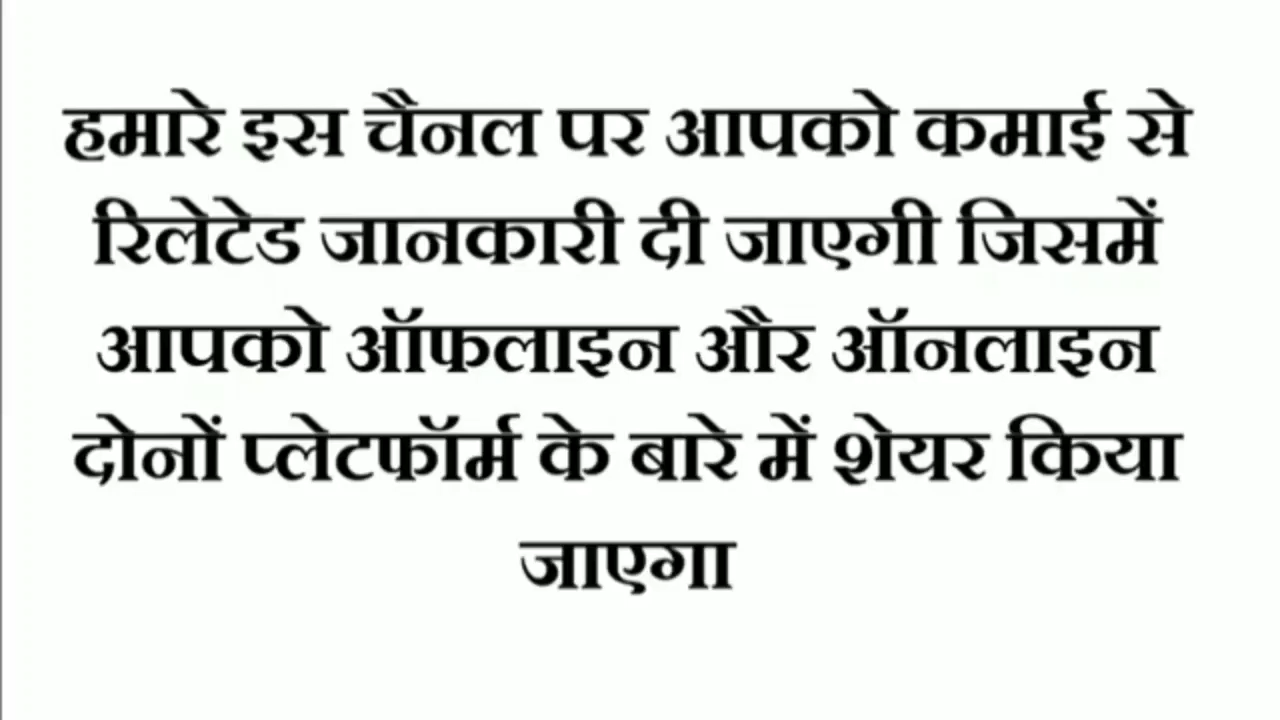 हमारे इस चैनल पर आपको कमाई से
रिलेटेड जानकारी दी जाएगी जिसमें
आपको ऑफलाइन और ऑनलाइन
दोनों प्लेटफॉर्म के बारे में शेयर किया
जाएगा